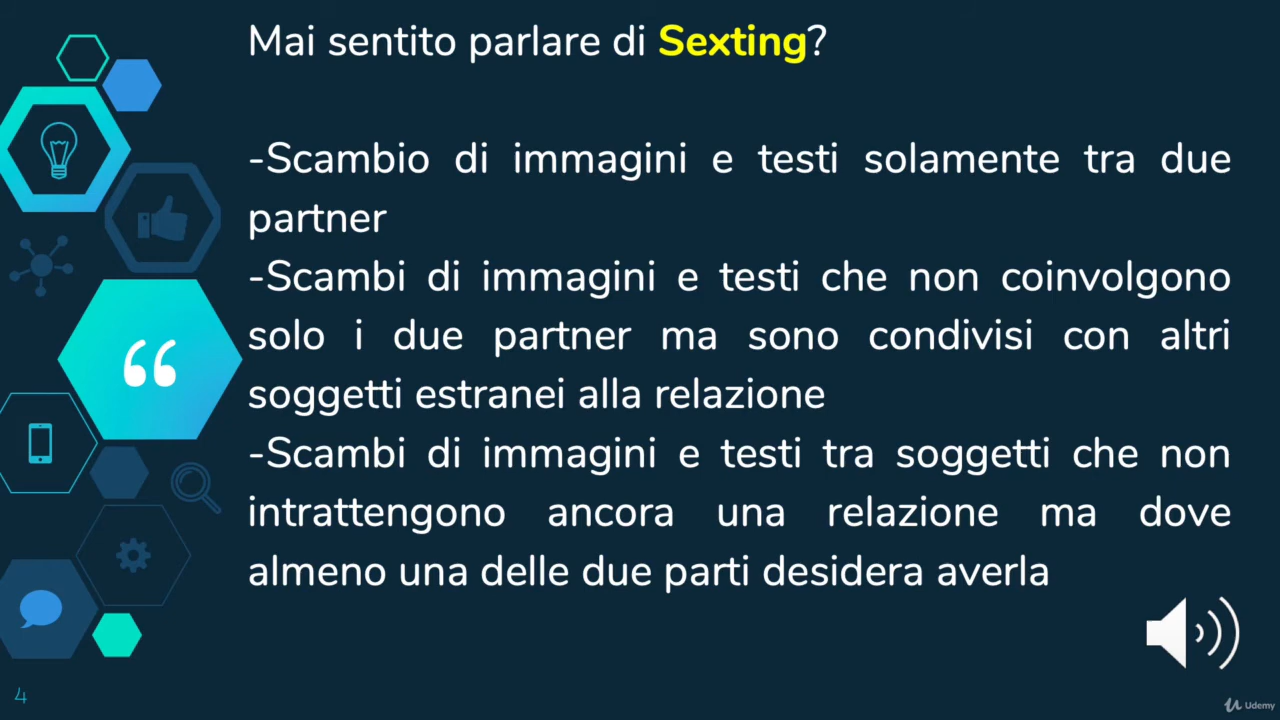 Mai sentito parlare di Sexting?
-Scambio di immagini e testi solamente tra due
partner
-Scambi di immagini e testi che non coinvolgono
solo i due partner ma sono condivisi con altri
soggetti estranei alla relazione
-Scambi di immagini e testi tra soggetti che non
intrattengono ancora una relazione ma dove
almeno una delle due parti desidera averla
4
Udemy